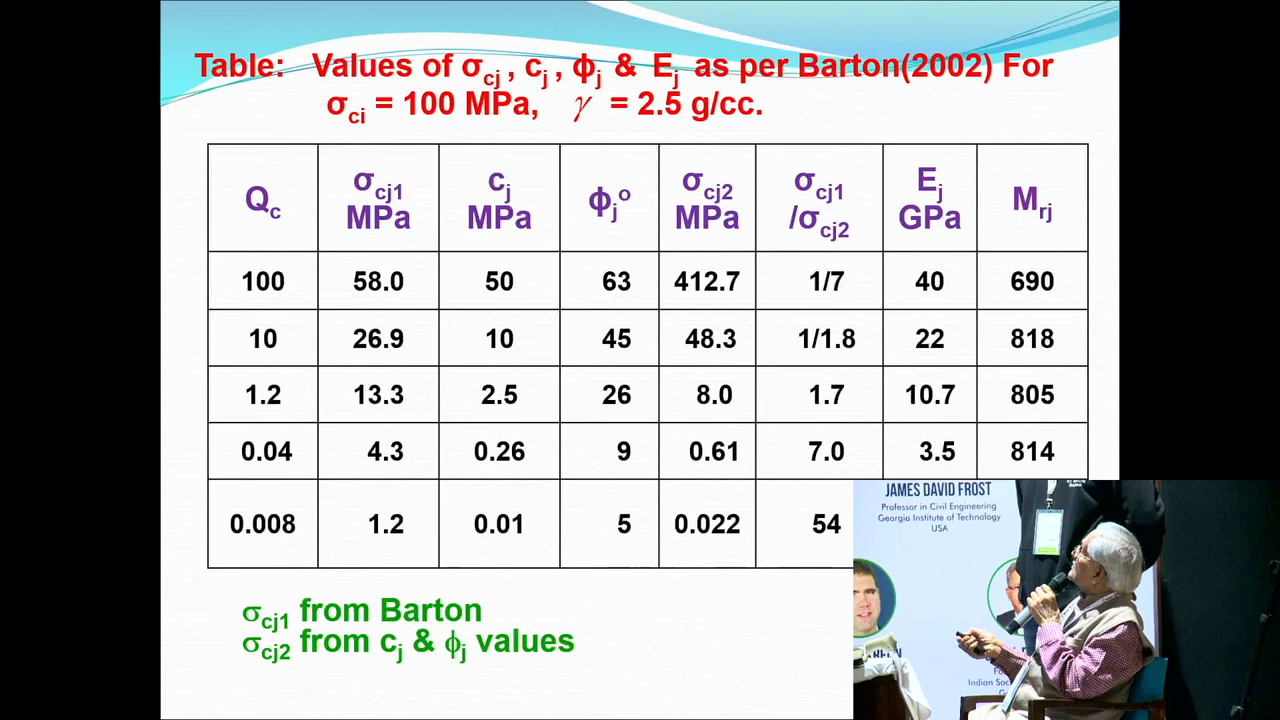 Table: Values of σcj , cj , ϕj & Ej as per Barton(2002) For
σci = 100 MPa, γ = 2.5 g/cc.
Qc σcj1 MPa cj MPa ϕj° σcj2 MPa σcj1 /σcj2 Ej GPa Mrj
100 58.0 50 63 412.7 1/7 40 690
10 26.9 10 45 48.3 1/1.8 22 818
1.2 13.3 2.5 26 8.0 1.7 10.7 805
0.04 4.3 0.26 9 0.61 7.0 3.5 814
0.008 1.2 0.01 5 0.022 54
σcj1 from Barton
σcj2 from cj & ϕj values
JAMES DAVID FROST
Professor in Civil Engineering
Georgia Institute of Technology
USA
Indian Soc